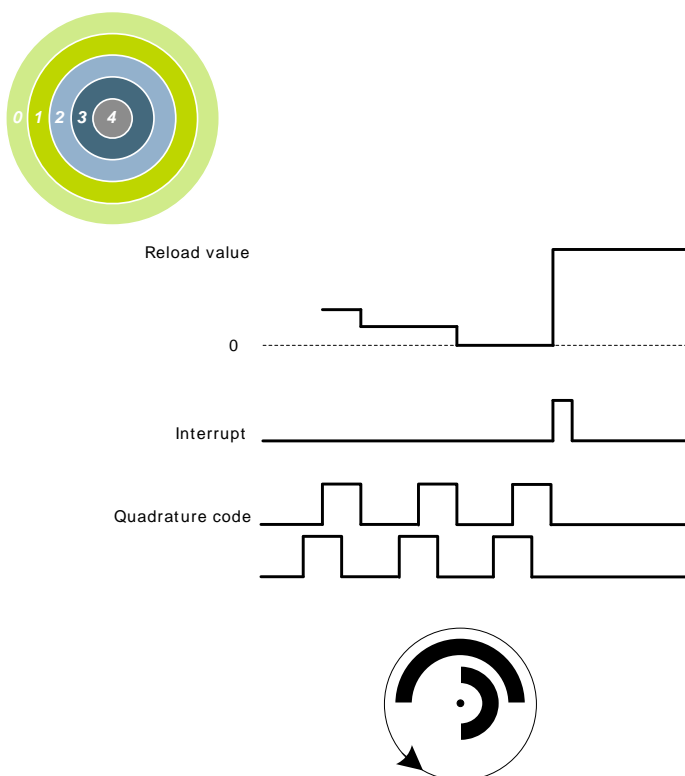 0 1 2 3 4
Reload value
0
Interrupt
Quadrature code